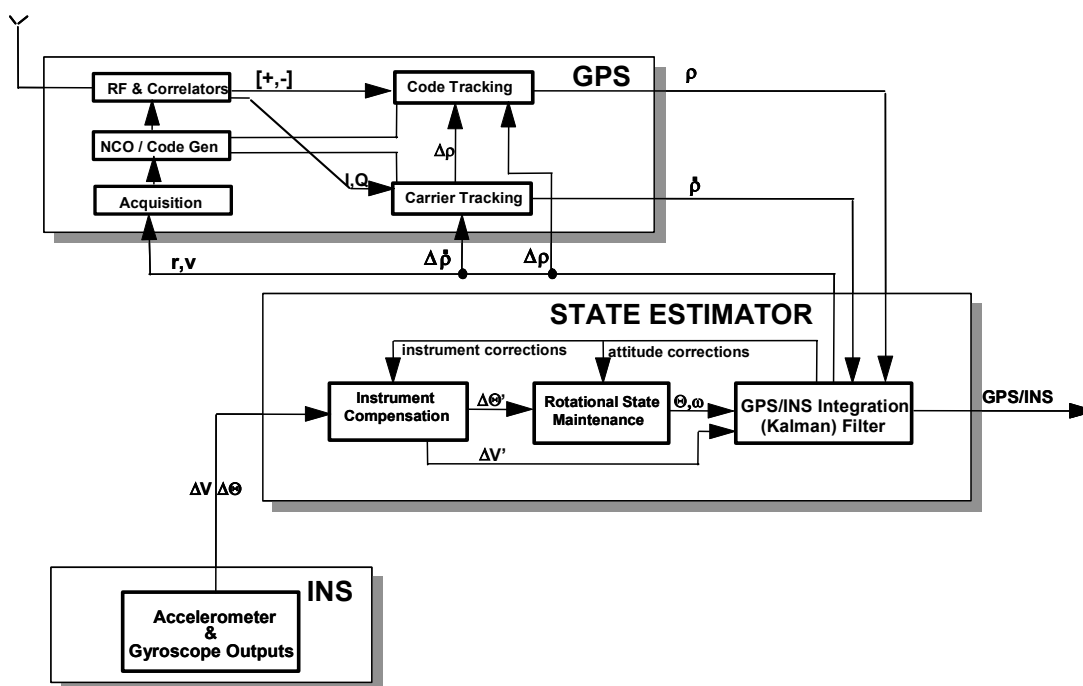 GPS
RF & Correlators
[+,-]
Code Tracking
ρ
NCO / Code Gen
Δρ
I,Q
Acquisition
Carrier Tracking
ρ̇
r,v
Δρ̇
Δρ
STATE ESTIMATOR
instrument corrections
attitude corrections
Instrument
Compensation
ΔΘ’
Rotational State
Maintenance
Θ,ω
GPS/INS Integration
(Kalman) Filter
GPS/INS
ΔV’
ΔV
ΔΘ
INS
Accelerometer
&
Gyroscope Outputs